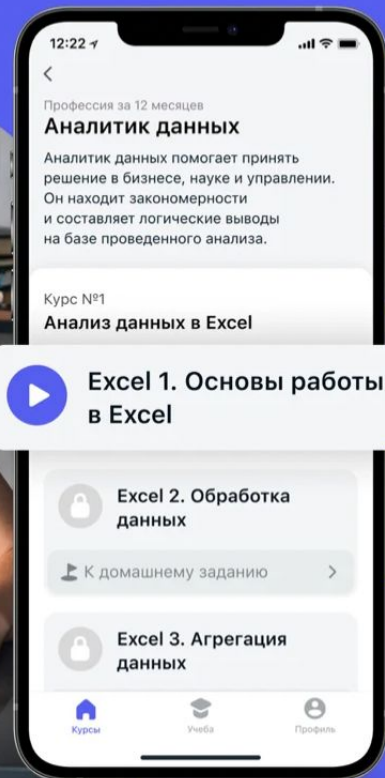 12:22
Профессия за 12 месяцев
Аналитик данных
Аналитик данных помогает принять
решение в бизнесе, науке и управлении.
Он находит закономерности
и составляет логические выводы
на базе проведенного анализа.
Курс №1
Анализ данных в Excel
Excel 1. Основы работы
в Excel
Excel 2. Обработка
данных
К домашнему заданию
Excel 3. Агрегация
данных
Курсы
Учеба
Профиль